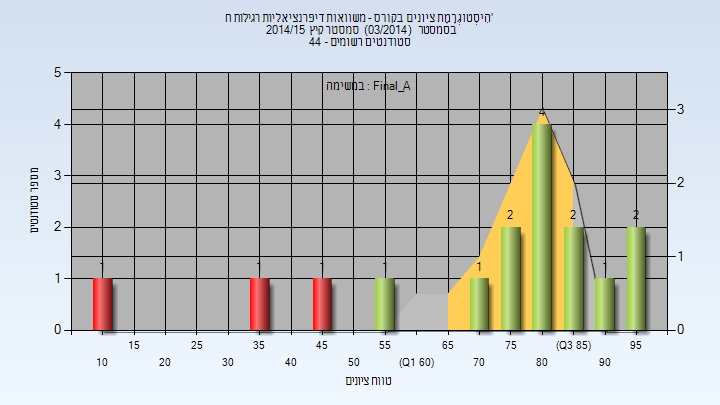 הִיסְטוֹגְרָמַת ציונים בקורס - משוואות דיפרנציאליות רגילות ח'
בסמסטר (03/2014) סמסטר קיץ 2014/15
סטודנטים רשומים - 44
במשימה : Final_A
מספר סטודנטים
5
4
3
2
1
0
3
2
1
0
1
1
1
1
1
2
4
2
1
2
15 25 35 45 55 65 75 (Q3 85) 95
10 20 30 40 50 (Q1 60) 70 80 90
טווח ציונים